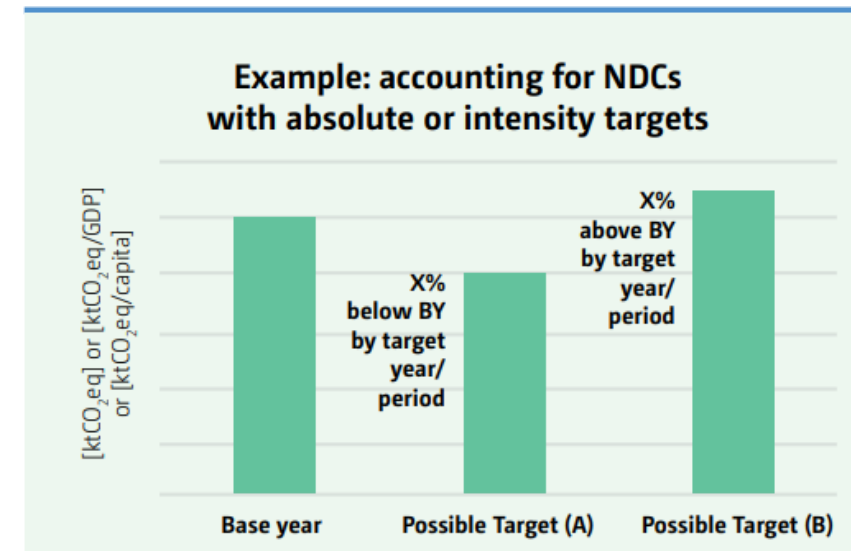 Example: accounting for NDCs
with absolute or intensity targets
[ktCO₂eq] or [ktCO₂eq/GDP]
or [ktCO₂eq/capita]
X%
below BY
by target
year/
period
X%
above BY
by target
year/
period
Base year
Possible Target (A)
Possible Target (B)